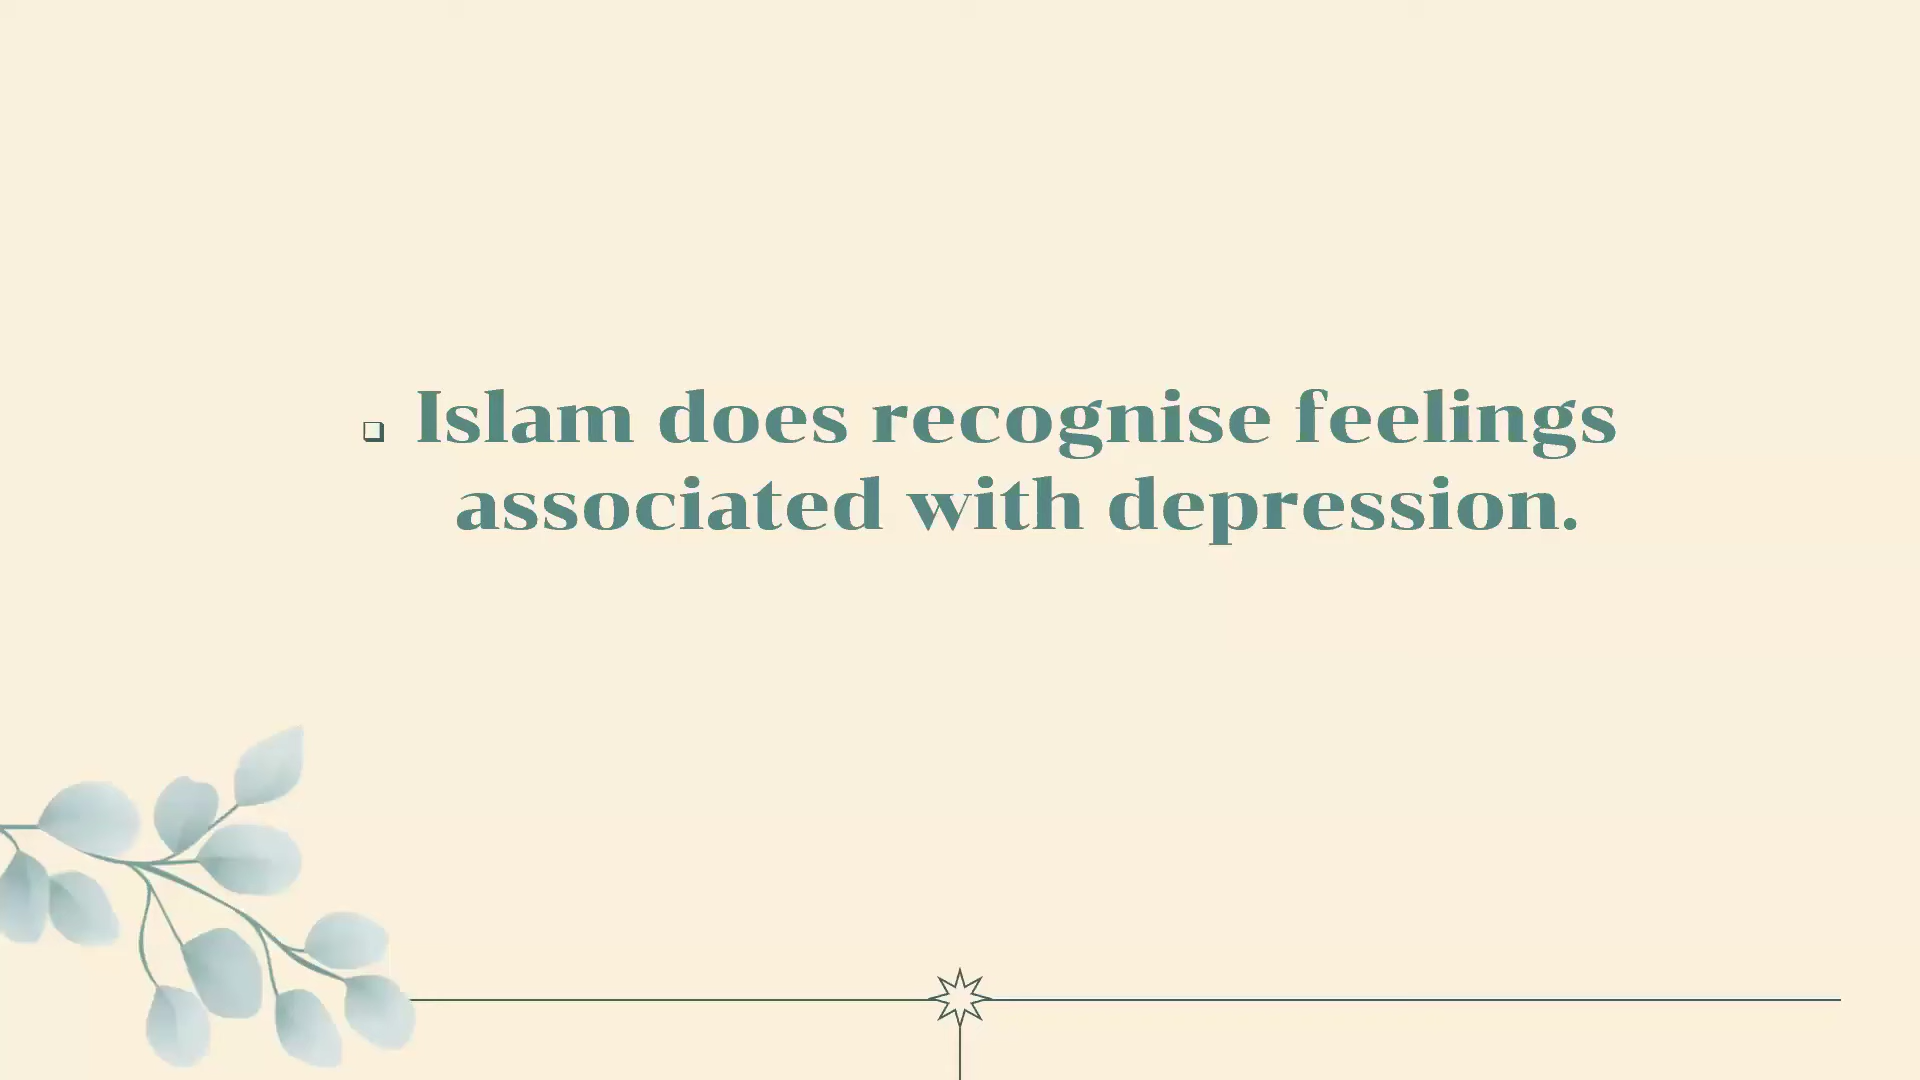 ❑ Islam does recognise feelings
associated with depression.